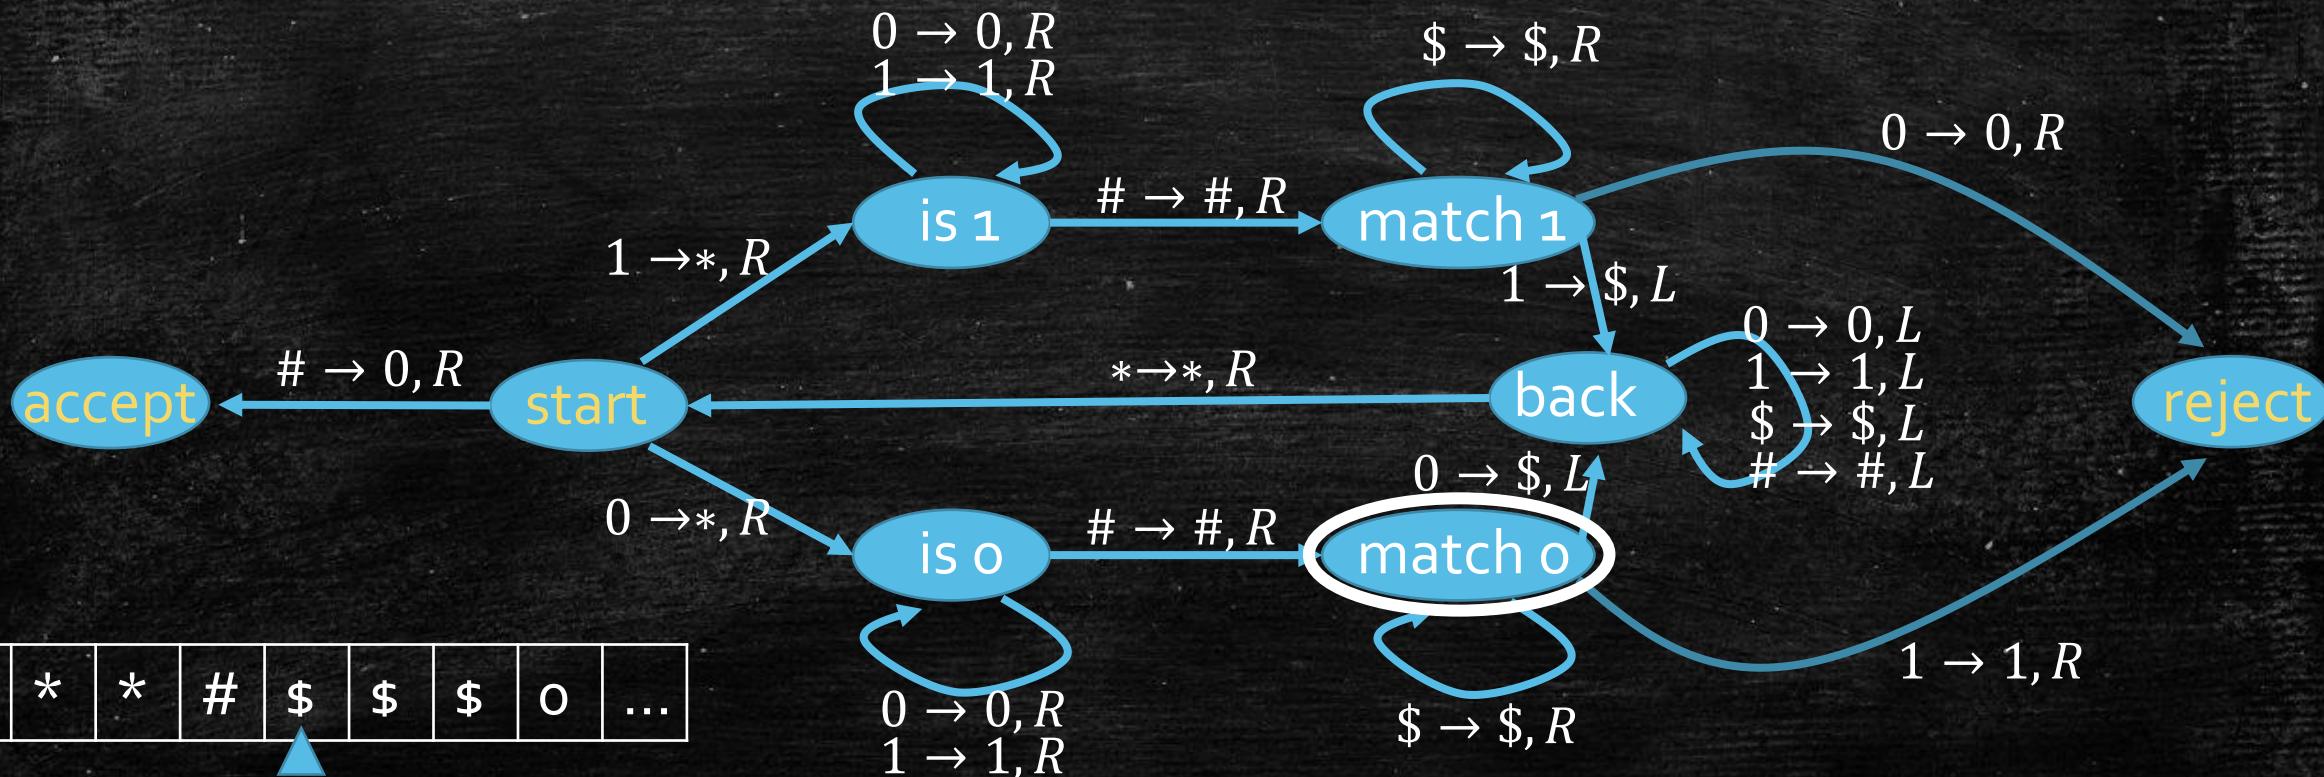 0 → 0, R
1 → 1, R
$ → $, R
0 → 0, R
is 1
# → #, R
match 1
1 →*, R
1 → $, L
0 → 0, L
1 → 1, L
$ → $, L
# → #, L
accept
# → 0, R
start
*→*, R
back
reject
0 → $, L
0 →*, R
is 0
# → #, R
match 0
1 → 1, R
* * # $ $ $ 0 ...
0 → 0, R
1 → 1, R
$ → $, R